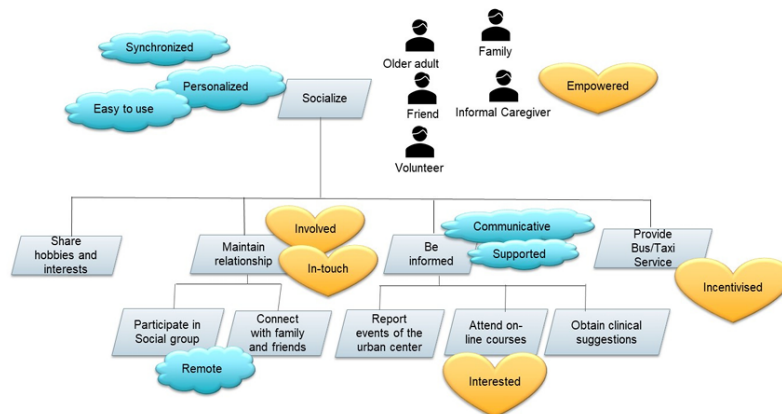 Synchronized
Personalized
Easy to use
Socialize
Older adult
Family
Friend
Informal Caregiver
Volunteer
Empowered
Share
hobbies and
interests
Maintain
relationship
Involved
In-touch
Be
informed
Communicative
Supported
Provide
Bus/Taxi
Service
Incentivised
Participate in
Social group
Remote
Connect
with family
and friends
Report
events of the
urban center
Attend on-
line courses
Interested
Obtain clinical
suggestions